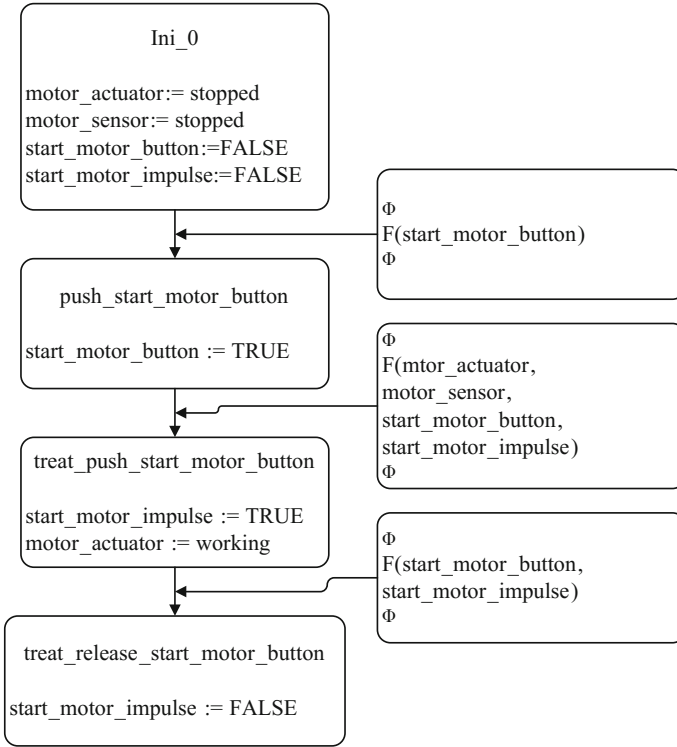 Ini_0
motor_actuator:= stopped
motor_sensor:= stopped
start_motor_button:=FALSE
start_motor_impulse:=FALSE
Φ
F(start_motor_button)
Φ
push_start_motor_button
start_motor_button := TRUE
Φ
F(mtor_actuator,
motor_sensor,
start_motor_button,
start_motor_impulse)
Φ
treat_push_start_motor_button
start_motor_impulse := TRUE
motor_actuator := working
Φ
F(start_motor_button,
start_motor_impulse)
Φ
treat_release_start_motor_button
start_motor_impulse := FALSE